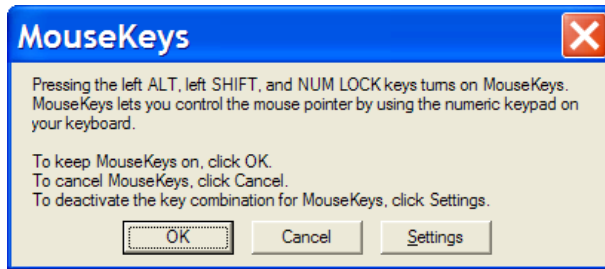 MouseKeys
Pressing the left ALT, left SHIFT, and NUM LOCK keys turns on MouseKeys.
MouseKeys lets you control the mouse pointer by using the numeric keypad on
your keyboard.
To keep MouseKeys on, click OK.
To cancel MouseKeys, click Cancel.
To deactivate the key combination for MouseKeys, click Settings.
OK Cancel Settings